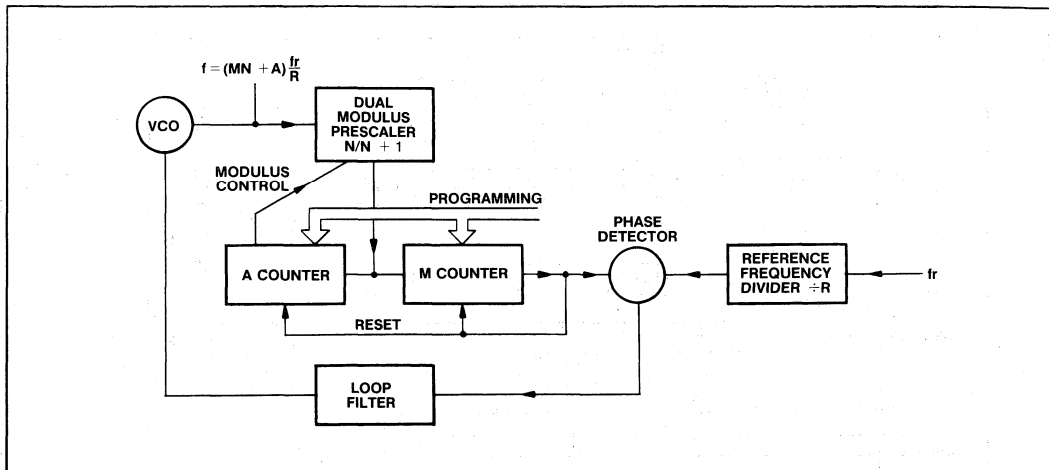 f = (MN + A) fr/R
VCO
DUAL
MODULUS
PRESCALER
N/N + 1
MODULUS
CONTROL
PROGRAMMING
PHASE
DETECTOR
A COUNTER
M COUNTER
REFERENCE
FREQUENCY
DIVIDER ÷R
fr
RESET
LOOP
FILTER